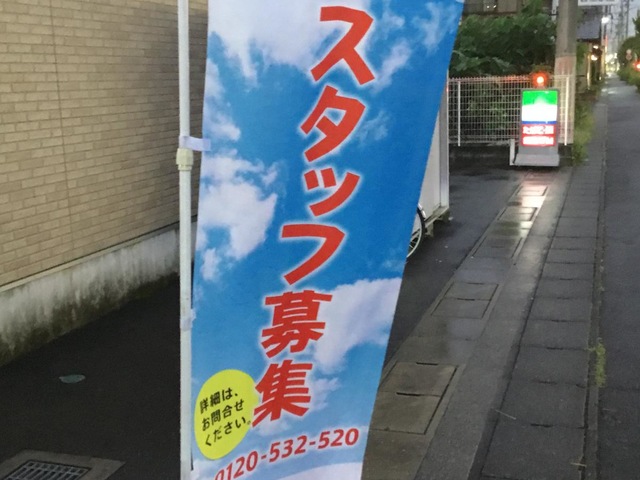 スタッフ募集
詳細は、
お問合せ
ください。
0120-532-520